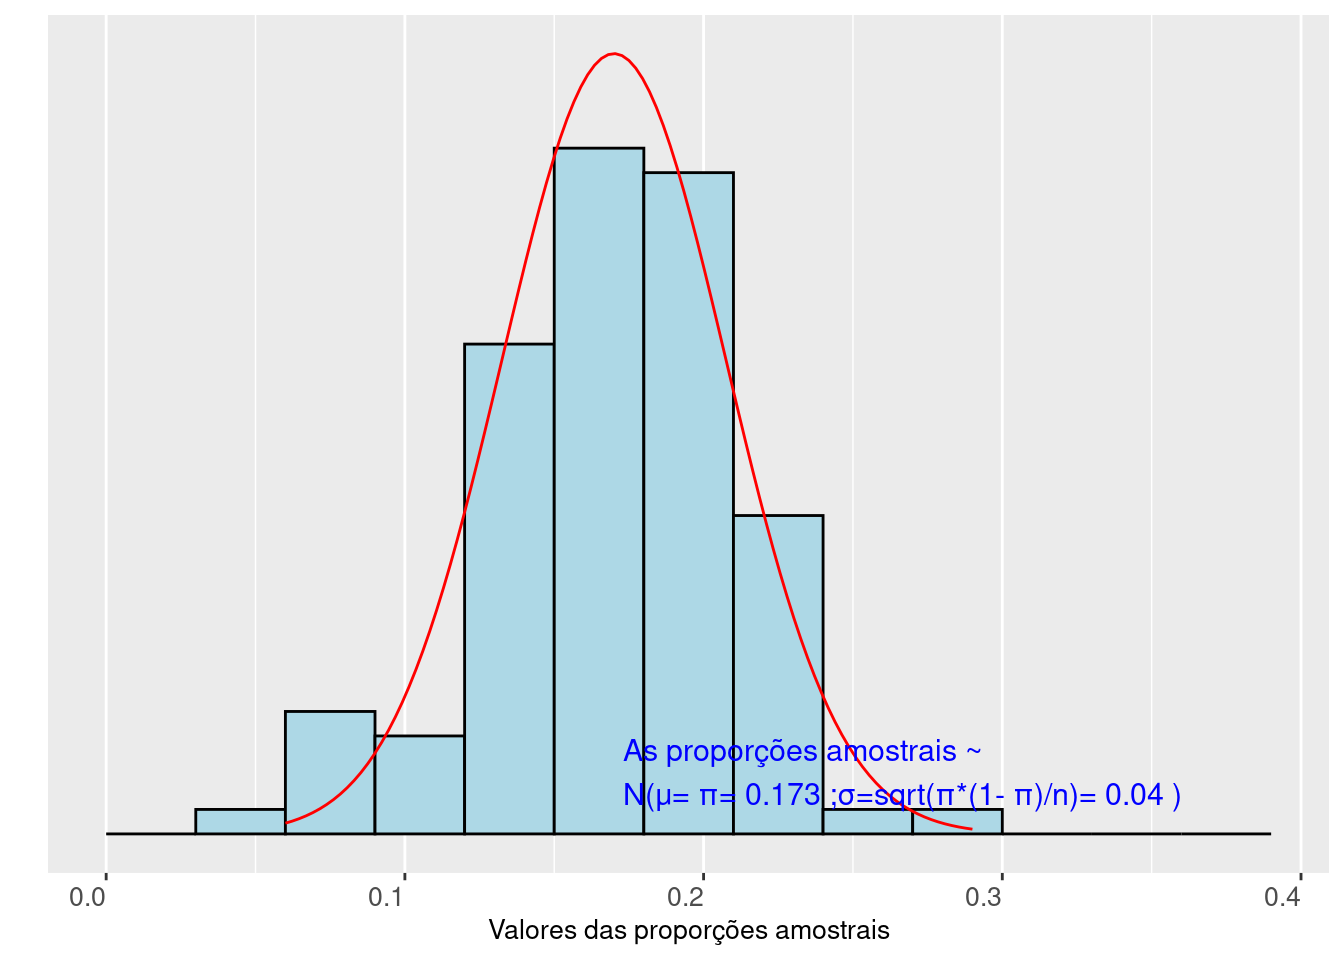 As proporções amostrais ~
N(μ= π= 0.173 ;σ=sqrt(π*(1- π)/n)= 0.04 )
0.0 0.1 0.2 0.3 0.4
Valores das proporções amostrais